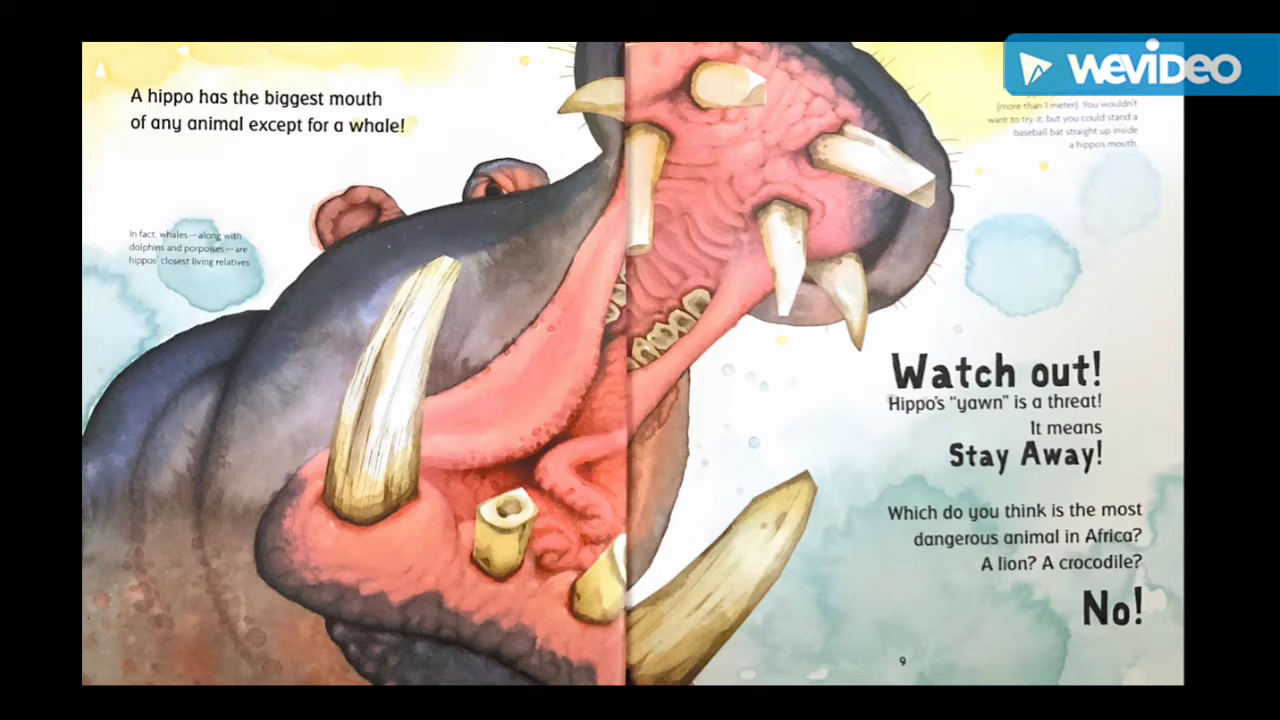 A hippo has the biggest mouth
of any animal except for a whale!
In fact, whales—along with
dolphins and porpoises—are
hippos' closest living relatives.
WEVIDEO
(more than 1 meter). You wouldn't
want to try it, but you could stand a
baseball bat straight up inside
a hippo's mouth.
Watch out!
Hippo's "yawn" is a threat!
It means
Stay Away!
Which do you think is the most
dangerous animal in Africa?
A lion? A crocodile?
No!
9